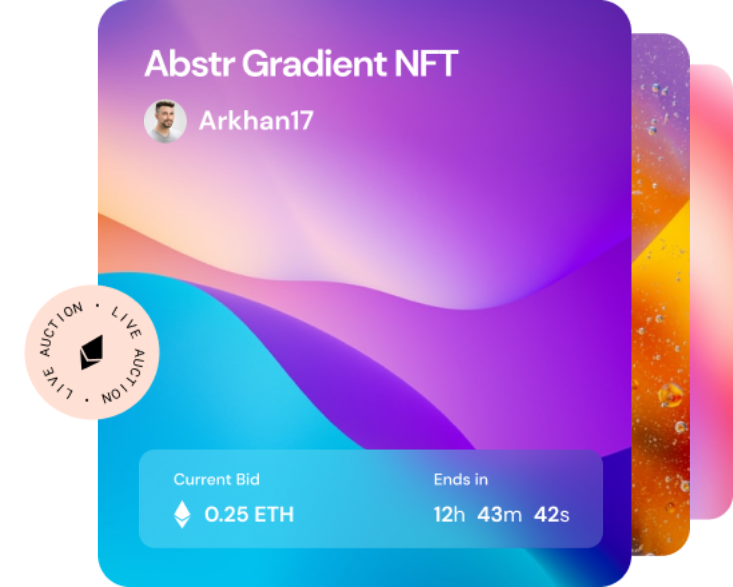 Abstr Gradient NFT
Arkhan17
LIVE AUCTION • LIVE AUCTION •
Current Bid
0.25 ETH
Ends in
12h 43m 42s